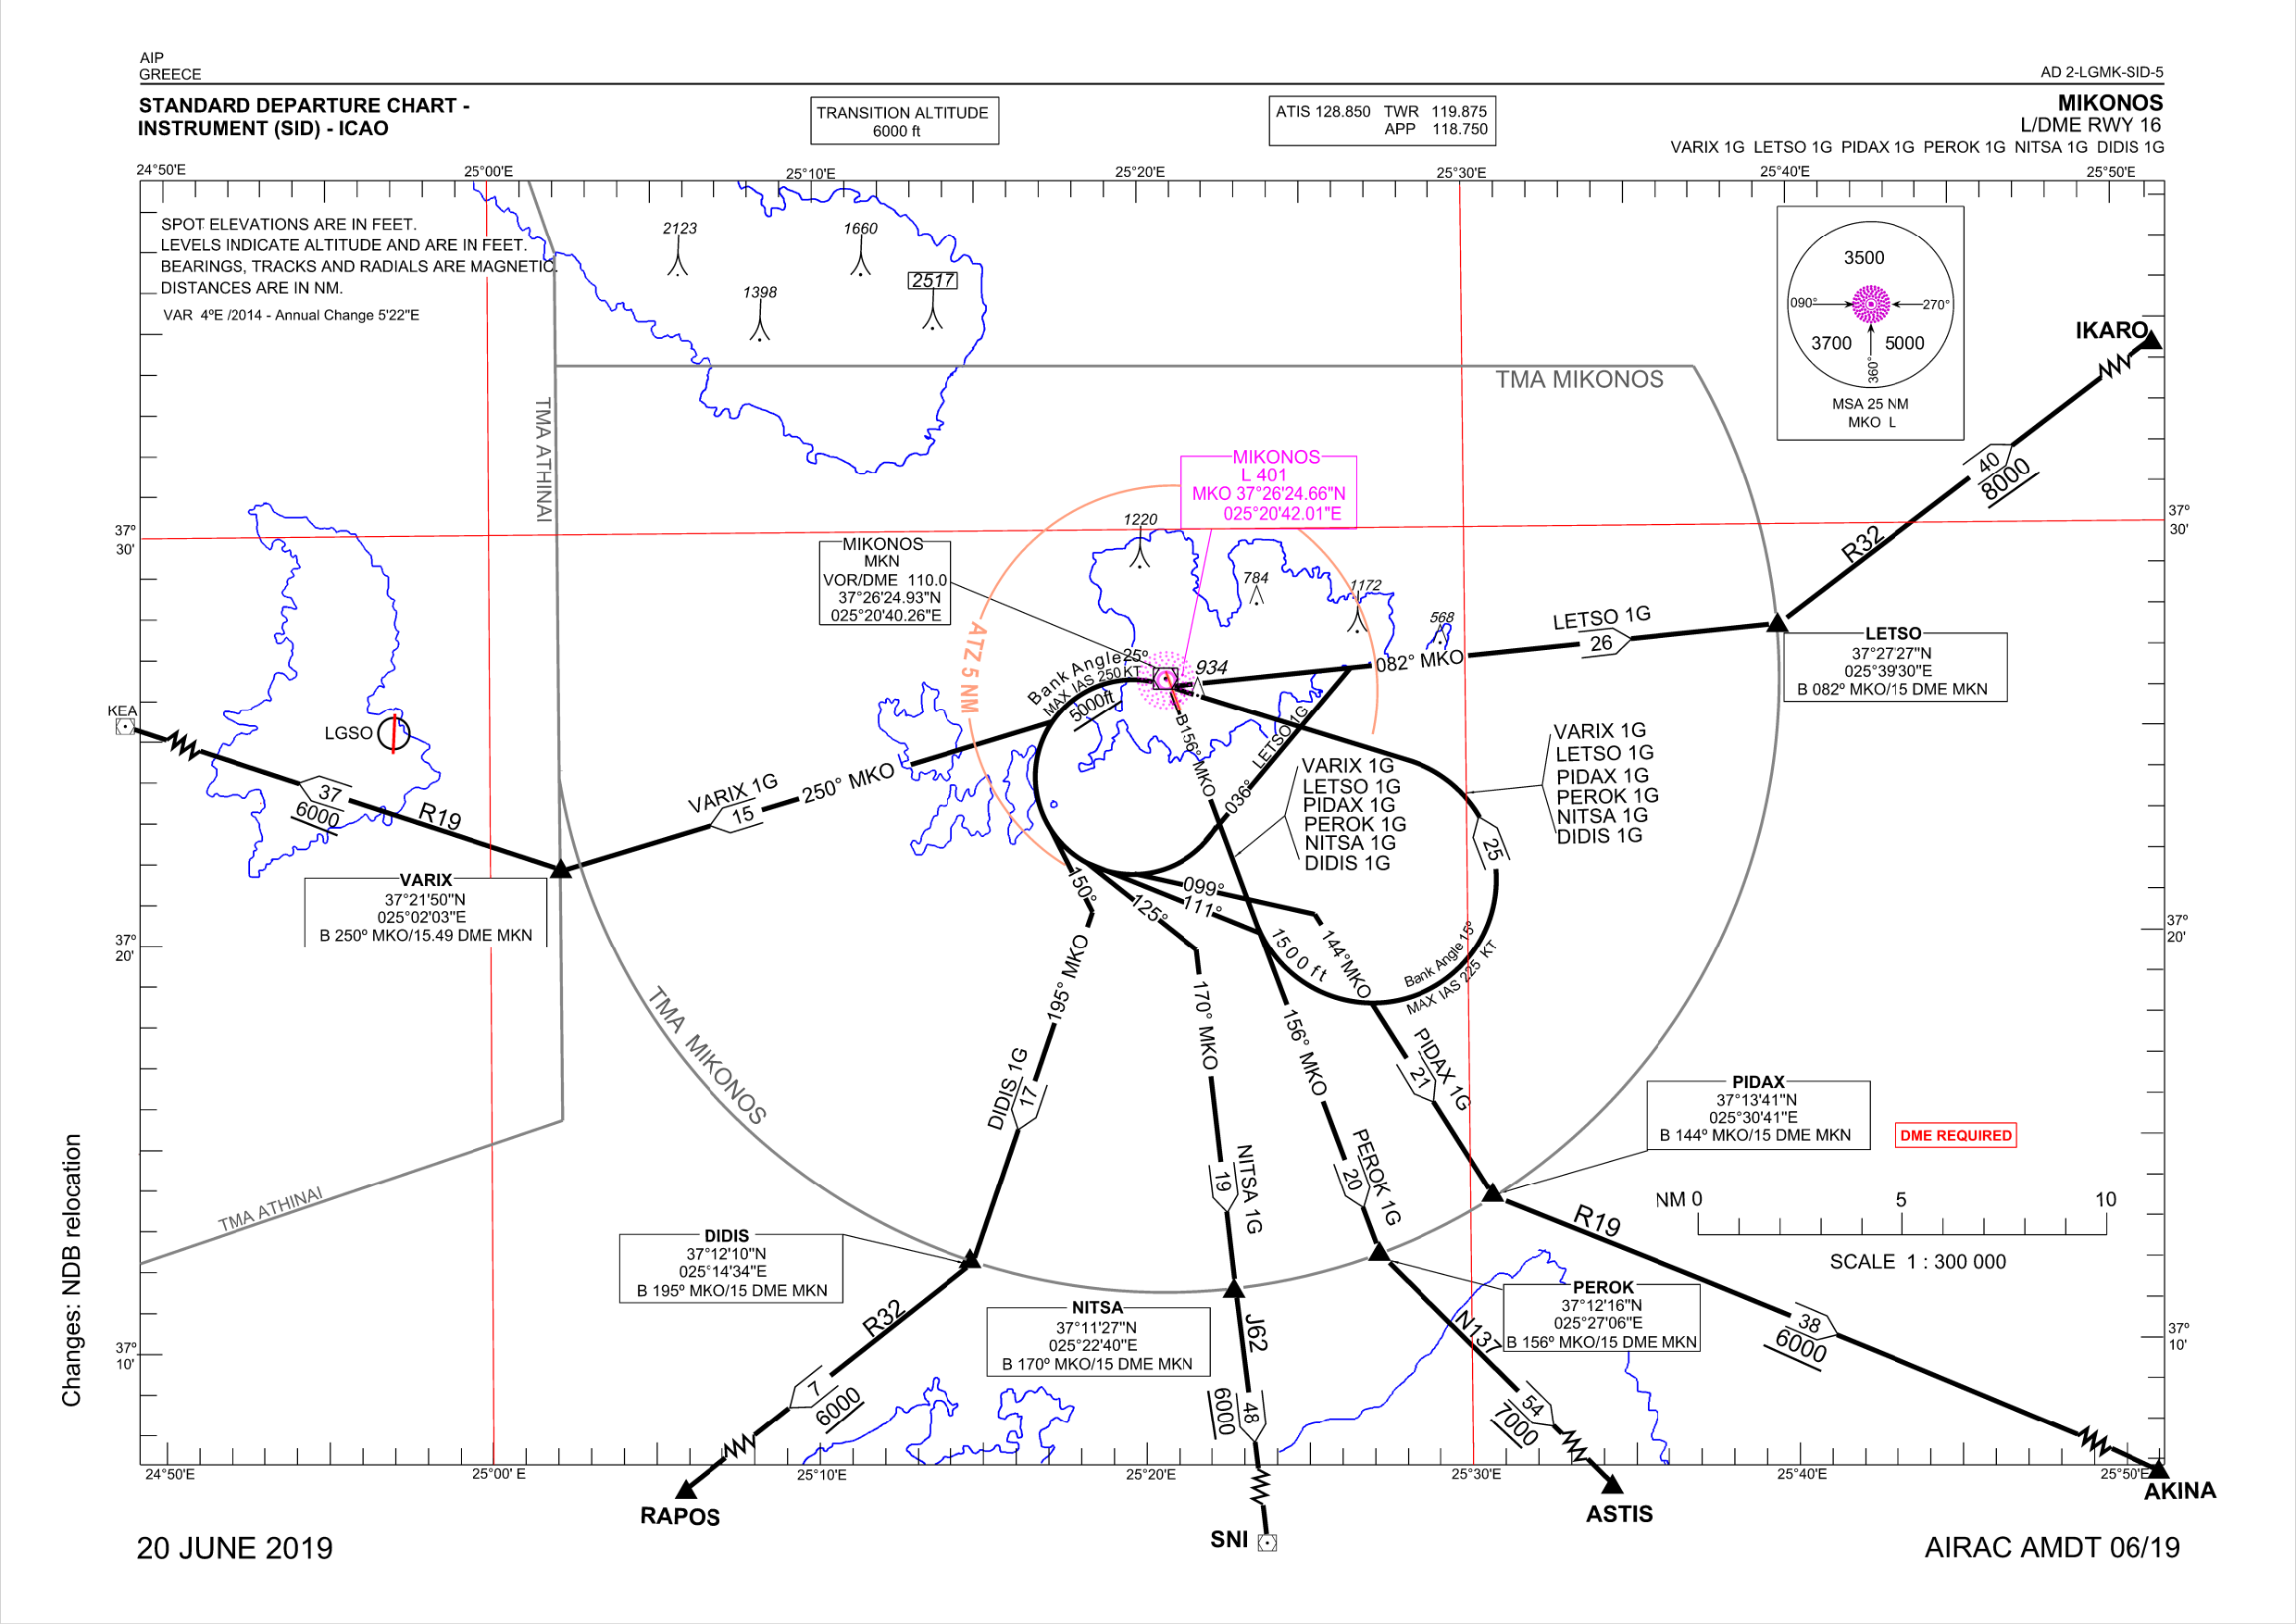 AIP
GREECE
AD 2-LGMK-SID-5
STANDARD DEPARTURE CHART -
INSTRUMENT (SID) - ICAO
TRANSITION ALTITUDE
6000 ft
ATIS 128.850 TWR 119.875
APP 118.750
MIKONOS
L/DME RWY 16
VARIX 1G LETSO 1G PIDAX 1G PEROK 1G NITSA 1G DIDIS 1G
24°50'E
25°00'E
25°10'E
25°20'E
25°30'E
25°40'E
25°50'E
SPOT ELEVATIONS ARE IN FEET.
LEVELS INDICATE ALTITUDE AND ARE IN FEET.
BEARINGS, TRACKS AND RADIALS ARE MAGNETIC.
DISTANCES ARE IN NM.
VAR 4ºE /2014 - Annual Change 5'22"E
2123
1660
1398
2517
3500
090°
270°
3700
5000
360°
MSA 25 NM
MKO L
IKARO
TMA MIKONOS
TMA ATHINAI
40
8000
R32
MIKONOS
L 401
MKO 37°26'24.66"N
025°20'42.01"E
37º
30'
37º
30'
1220
MIKONOS
MKN
VOR/DME 110.0
37°26'24.93"N
025°20'40.26"E
784
1172
568
ATZ 5 NM
LETSO 1G
26
082° MKO
LETSO
37°27'27"N
025°39'30"E
B 082º MKO/15 DME MKN
934
Bank Angle 25º
MAX IAS 250 KT
5000ft
KEA
LGSO
37
6000
R19
VARIX 1G
15
250° MKO
B156° MKO
036°
LETSO 1G
VARIX 1G
LETSO 1G
PIDAX 1G
PEROK 1G
NITSA 1G
DIDIS 1G
VARIX 1G
LETSO 1G
PIDAX 1G
PEROK 1G
NITSA 1G
DIDIS 1G
25
VARIX
37°21'50"N
025°02'03"E
B 250º MKO/15.49 DME MKN
37º
20'
37º
20'
150°
125°
099°
111°
1500 ft
144°MKO
Bank Angle 15º
MAX IAS 225 KT
TMA MIKONOS
195° MKO
DIDIS 1G
17
170° MKO
NITSA 1G
19
156° MKO
PEROK 1G
20
PIDAX 1G
21
PIDAX
37°13'41"N
025°30'41"E
B 144º MKO/15 DME MKN
DME REQUIRED
NM 0
5
10
SCALE 1 : 300 000
TMA ATHINAI
DIDIS
37°12'10"N
025°14'34"E
B 195º MKO/15 DME MKN
NITSA
37°11'27"N
025°22'40"E
B 170º MKO/15 DME MKN
PEROK
37°12'16"N
025°27'06"E
B 156º MKO/15 DME MKN
R19
38
6000
37º
10'
37º
10'
R32
7
6000
J62
48
6000
N137
54
7000
24°50'E
25°00' E
25°10'E
25°20'E
25°30'E
25°40'E
25°50'E
RAPOS
SNI
ASTIS
AKINA
Changes: NDB relocation
20 JUNE 2019
AIRAC AMDT 06/19